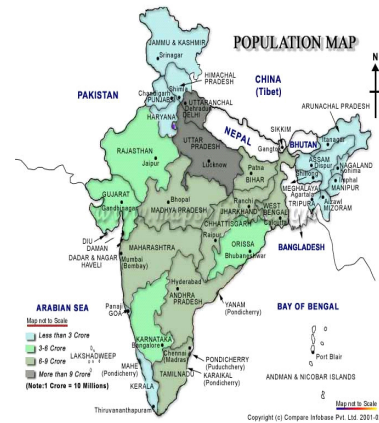 POPULATION MAP
N
JAMMU & KASHMIR
Srinagar
HIMACHAL
PRADESH
CHINA
(Tibet)
PAKISTAN
Shimla
Chandigarh
PUNJAB
UTTARANCHAL
Dehradun
HARYANA
DELHI
ARUNACHAL PRADESH
NEPAL
SIKKIM
Gangtok
BHUTAN
Itanagar
RAJASTHAN
Jaipur
UTTAR
PRADESH
Lucknow
ASSAM
Dispur
NAGALAND
Kohima
Shillong
Imphal
MEGHALAYA
MANIPUR
Agartala
TRIPURA
Aizawl
MIZORAM
Patna
BIHAR
GUJARAT
Gandhinagar
Bhopal
MADHYA PRADESH
Ranchi
JHARKHAND
WEST
BENGAL
Calcutta
CHHATTISGARH
Raipur
DIU
DAMAN
DADAR & NAGAR
HAVELI
MAHARASHTRA
Mumbai
(Bombay)
ORISSA
Bhubaneshwar
BANGLADESH
Hyderabad
ANDHRA
PRADESH
YANAM
(Pondicherry)
ARABIAN SEA
BAY OF BENGAL
Panaji
GOA
Map not to Scale
Less than 3 Crore
3-6 Crore
6-9 Crore
More than 9 Crore
(Note:1 Crore = 10 Millions)
LAKSHADWEEP
KARNATAKA
Bangalore
Chennai
(Madras)
PONDICHERRY
(Puduchchery)
KARAIKAL
(Pondicherry)
MAHE
(Pondicherry)
KERALA
TAMILNADU
Thiruvananthapuram
Port Blair
ANDMAN & NICOBAR ISLANDS
Map not to Scale
Copyright (c) Compare Infobase Pvt. Ltd. 2001-0